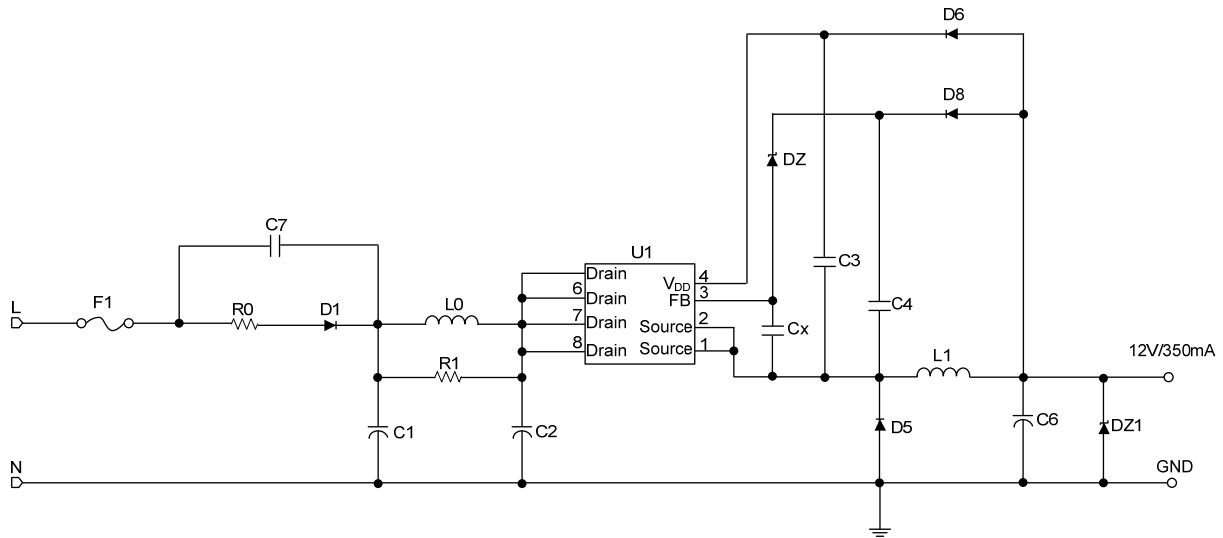 D6
D8
DZ
C7
U1
Drain
VDD
4
C3
6
Drain
FB
3
C4
L
F1
R0
D1
L0
7
Drain
Source
2
Cx
8
Drain
Source
1
R1
L1
12V/350mA
C1
C2
D5
C6
DZ1
N
GND